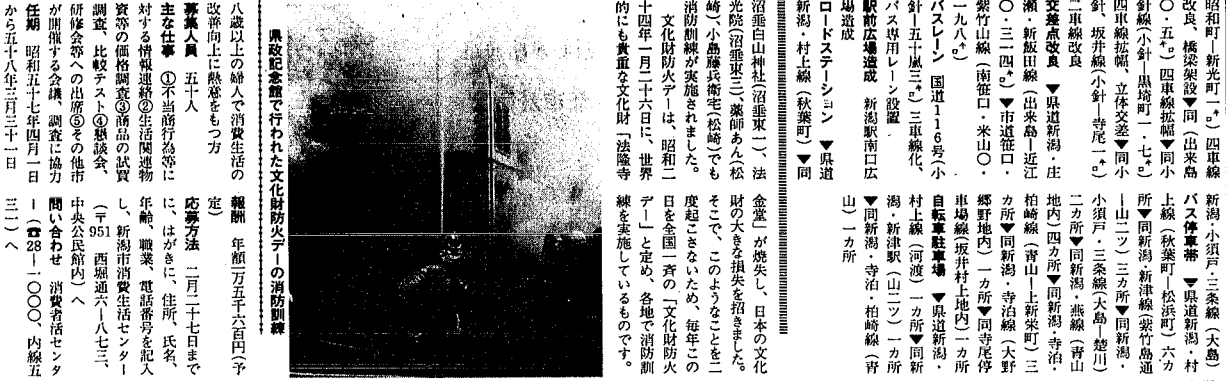 昭和町―新光町一㌔)四車線
改良、橋梁架設▼同(出来島
〇・五㌔)四車線拡幅▼同小
針線(小針―黒埼町一・七㌔)
四車線拡幅、立体交差▼同小
針、坂井線(小針―寺尾一㌔)
二車線改良
交差点改良 ▼県道新潟・庄
瀬・新飯田線(出来島―近江
〇・三一四㌔)▼市道笹口・
紫竹山線(南笹口・米山〇・
一九八㌔)
バスレーン 国道116号(小
針―五十嵐三㌔)三車線化、
バス専用レーン設置
駅前広場造成 新潟駅南口広
場造成
ロードステーション ▼県道
新潟・村上線(秋葉町)▼同
新潟・小須戸・三条線(大島)
バス停車帯 ▼県道新潟・村
上線(秋葉町―松浜町)六カ
所▼同新潟・新津線(紫竹島通
―山二ツ)三カ所▼同新潟・
小須戸・三条線(大島―楚川)
二カ所▼同新潟・燕線(青山
地内)四カ所▼同新潟・寺泊・
柏崎線(青山―上新栄町)三
カ所▼同新潟・寺泊線(大野
郷野地内)一カ所▼同寺尾停
車場線(坂井村上地内)一カ所
自転車駐車場 ▼県道新潟・
村上線(河渡)一カ所▼同新
潟・新津駅(山二ツ)一カ所
▼同新潟・寺泊・柏崎線(青
山)一カ所
沼垂白山神社(沼垂東一)、法
光院(沼垂東三)、薬師あん(松
崎)、小島藤兵衛宅(松崎)でも
消防訓練が実施されました。
文化財防火デーは、昭和二
十四年一月二十六日に、世界
的にも貴重な文化財「法隆寺
金堂」が焼失し、日本の文化
財の大きな損失を招きました。
そこで、このようなことを二
度起こさないため、毎年この
日を全国一斉の「文化財防火
デー」と定め、各地で消防訓
練を実施しているものです。
県政記念館で行われた文化財防火デーの消防訓練
八歳以上の婦人で消費生活の
改善向上に熱意をもつ方
募集人員 五十人
主な仕事 ①不当商行為等に
対する情報連絡②生活関連物
資等の価格調査③商品の試買
調査、比較テスト④懇談会、
研修会等への出席⑤その他市
が開催する会議、調査に協力
任期 昭和五十七年四月一日
から五十八年三月三十一日
報酬 年額一万五千六百円(予
定)
応募方法 二月二十七日まで
に、はがきに、住所、氏名、
年齢、職業、電話番号を記入
し、新潟市消費生活センター
(〒951 西堀通六―八七三、
中央公民館内)へ
問い合わせ 消費者活センタ
ー(☎28―一〇〇〇、内線五
三一)へ